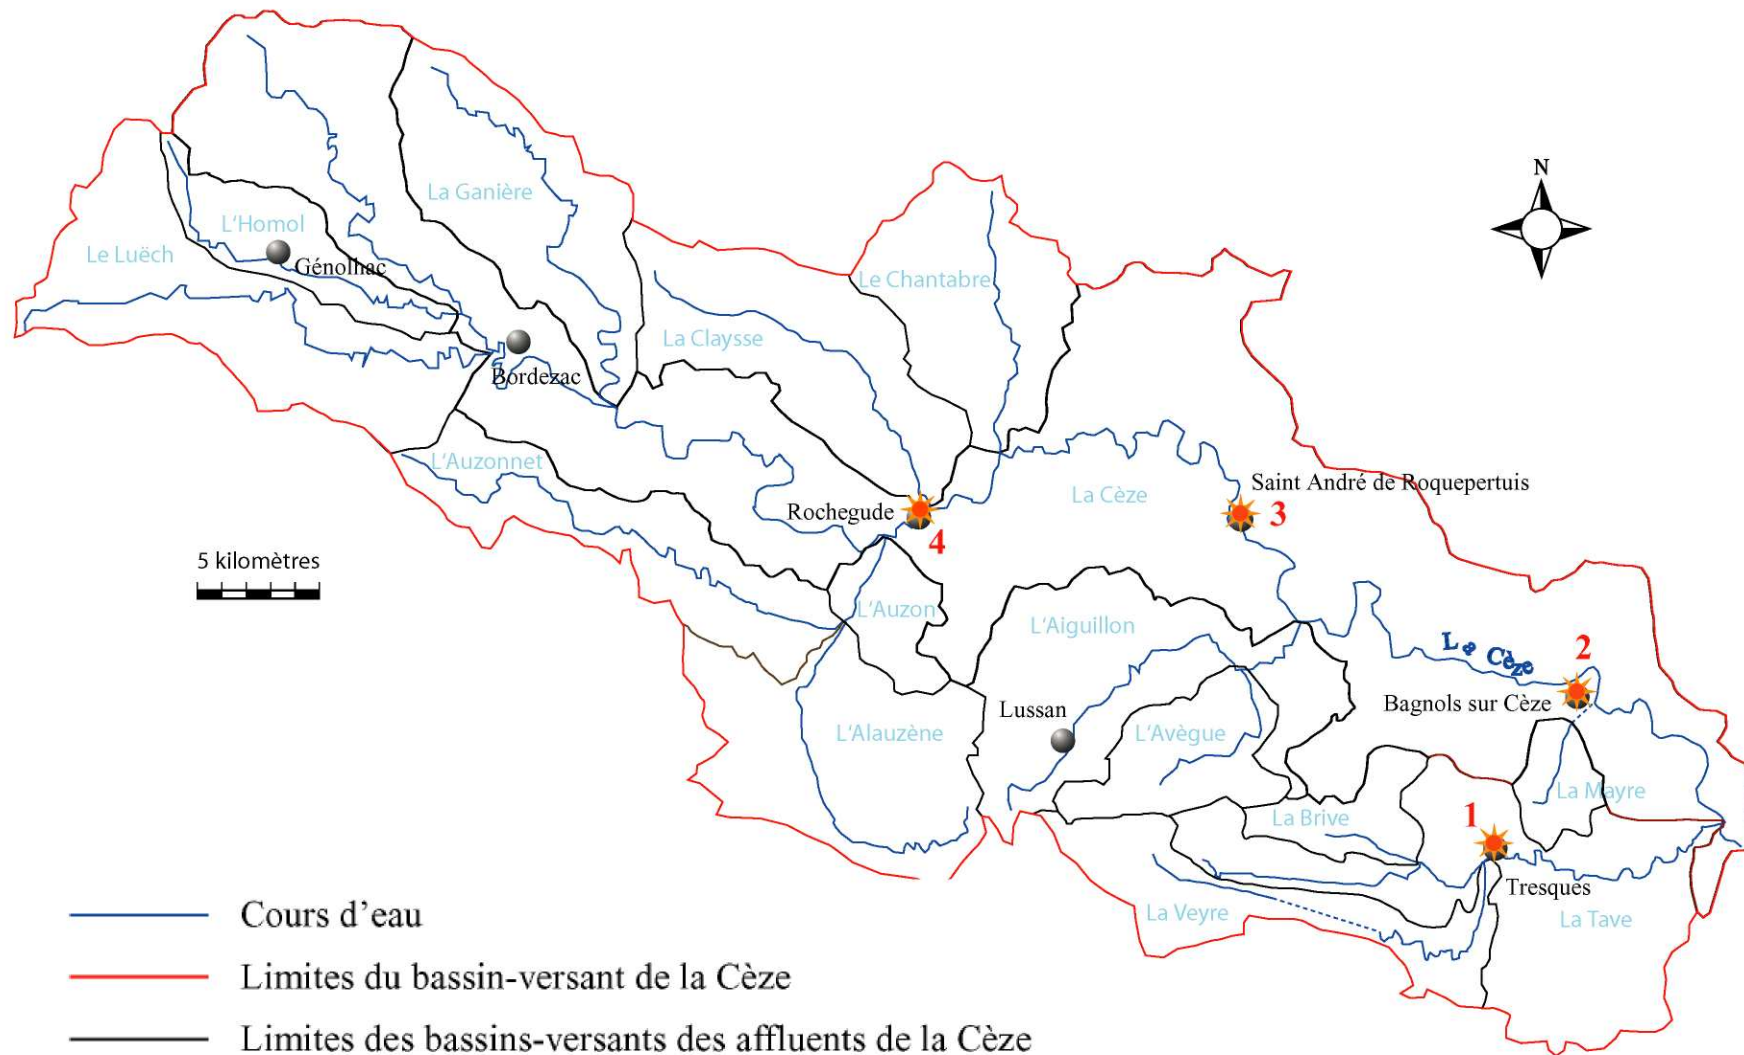 N
La Ganière
L'Homol
Le Luëch
Génolhac
Le Chantabre
La Claysse
Bordezac
L'Auzonnet
Saint André de Roquepertuis
La Cèze
Rochegude
3
4
5 kilomètres
L'Auzon
L'Aiguillon
La Cèze
2
Bagnols sur Cèze
Lussan
L'Alauzène
L'Avègue
La Mayre
1
La Brive
Tresques
La Veyre
La Tave
Cours d'eau
Limites du bassin-versant de la Cèze
Limites des bassins-versants des affluents de la Cèze